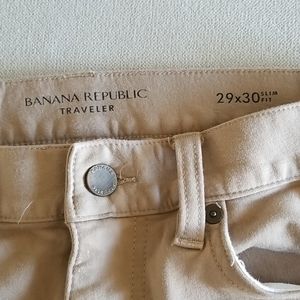 BANANA REPUBLIC
TRAVELER
29x30 SLIM FIT